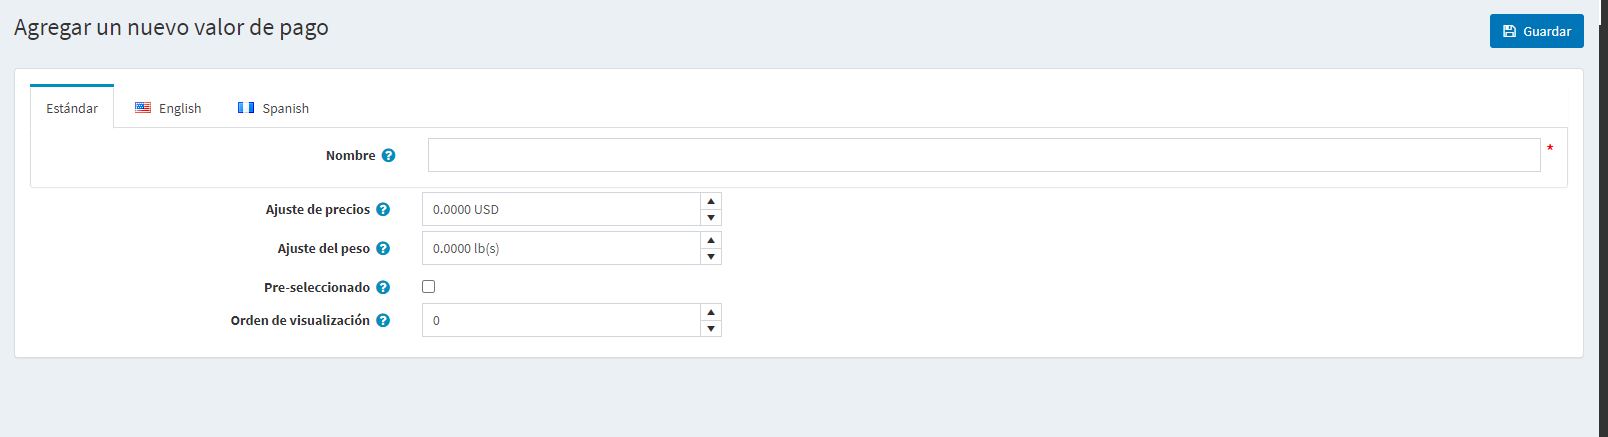 Agregar un nuevo valor de pago
Guardar
Estándar
English
Spanish
Nombre
*
Ajuste de precios
0.0000 USD
Ajuste del peso
0.0000 lb(s)
Pre-seleccionado
Orden de visualización
0